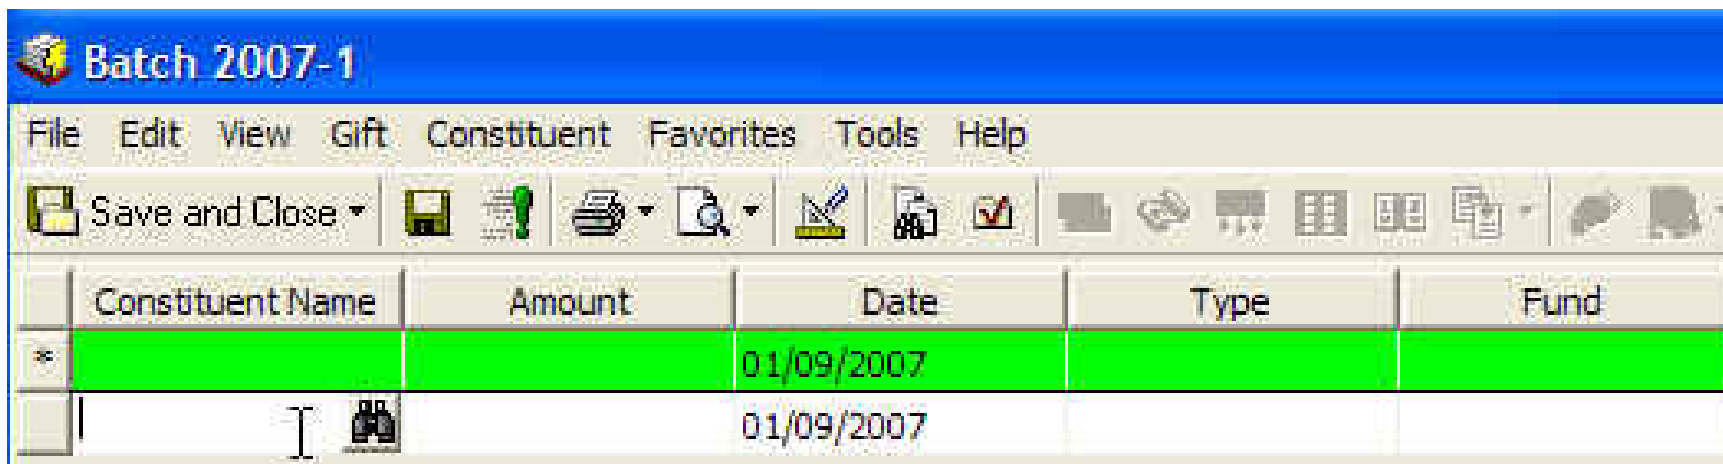 Batch 2007-1
File Edit View Gift Constituent Favorites Tools Help
Save and Close
Constituent Name Amount Date Type Fund
* 01/09/2007
01/09/2007